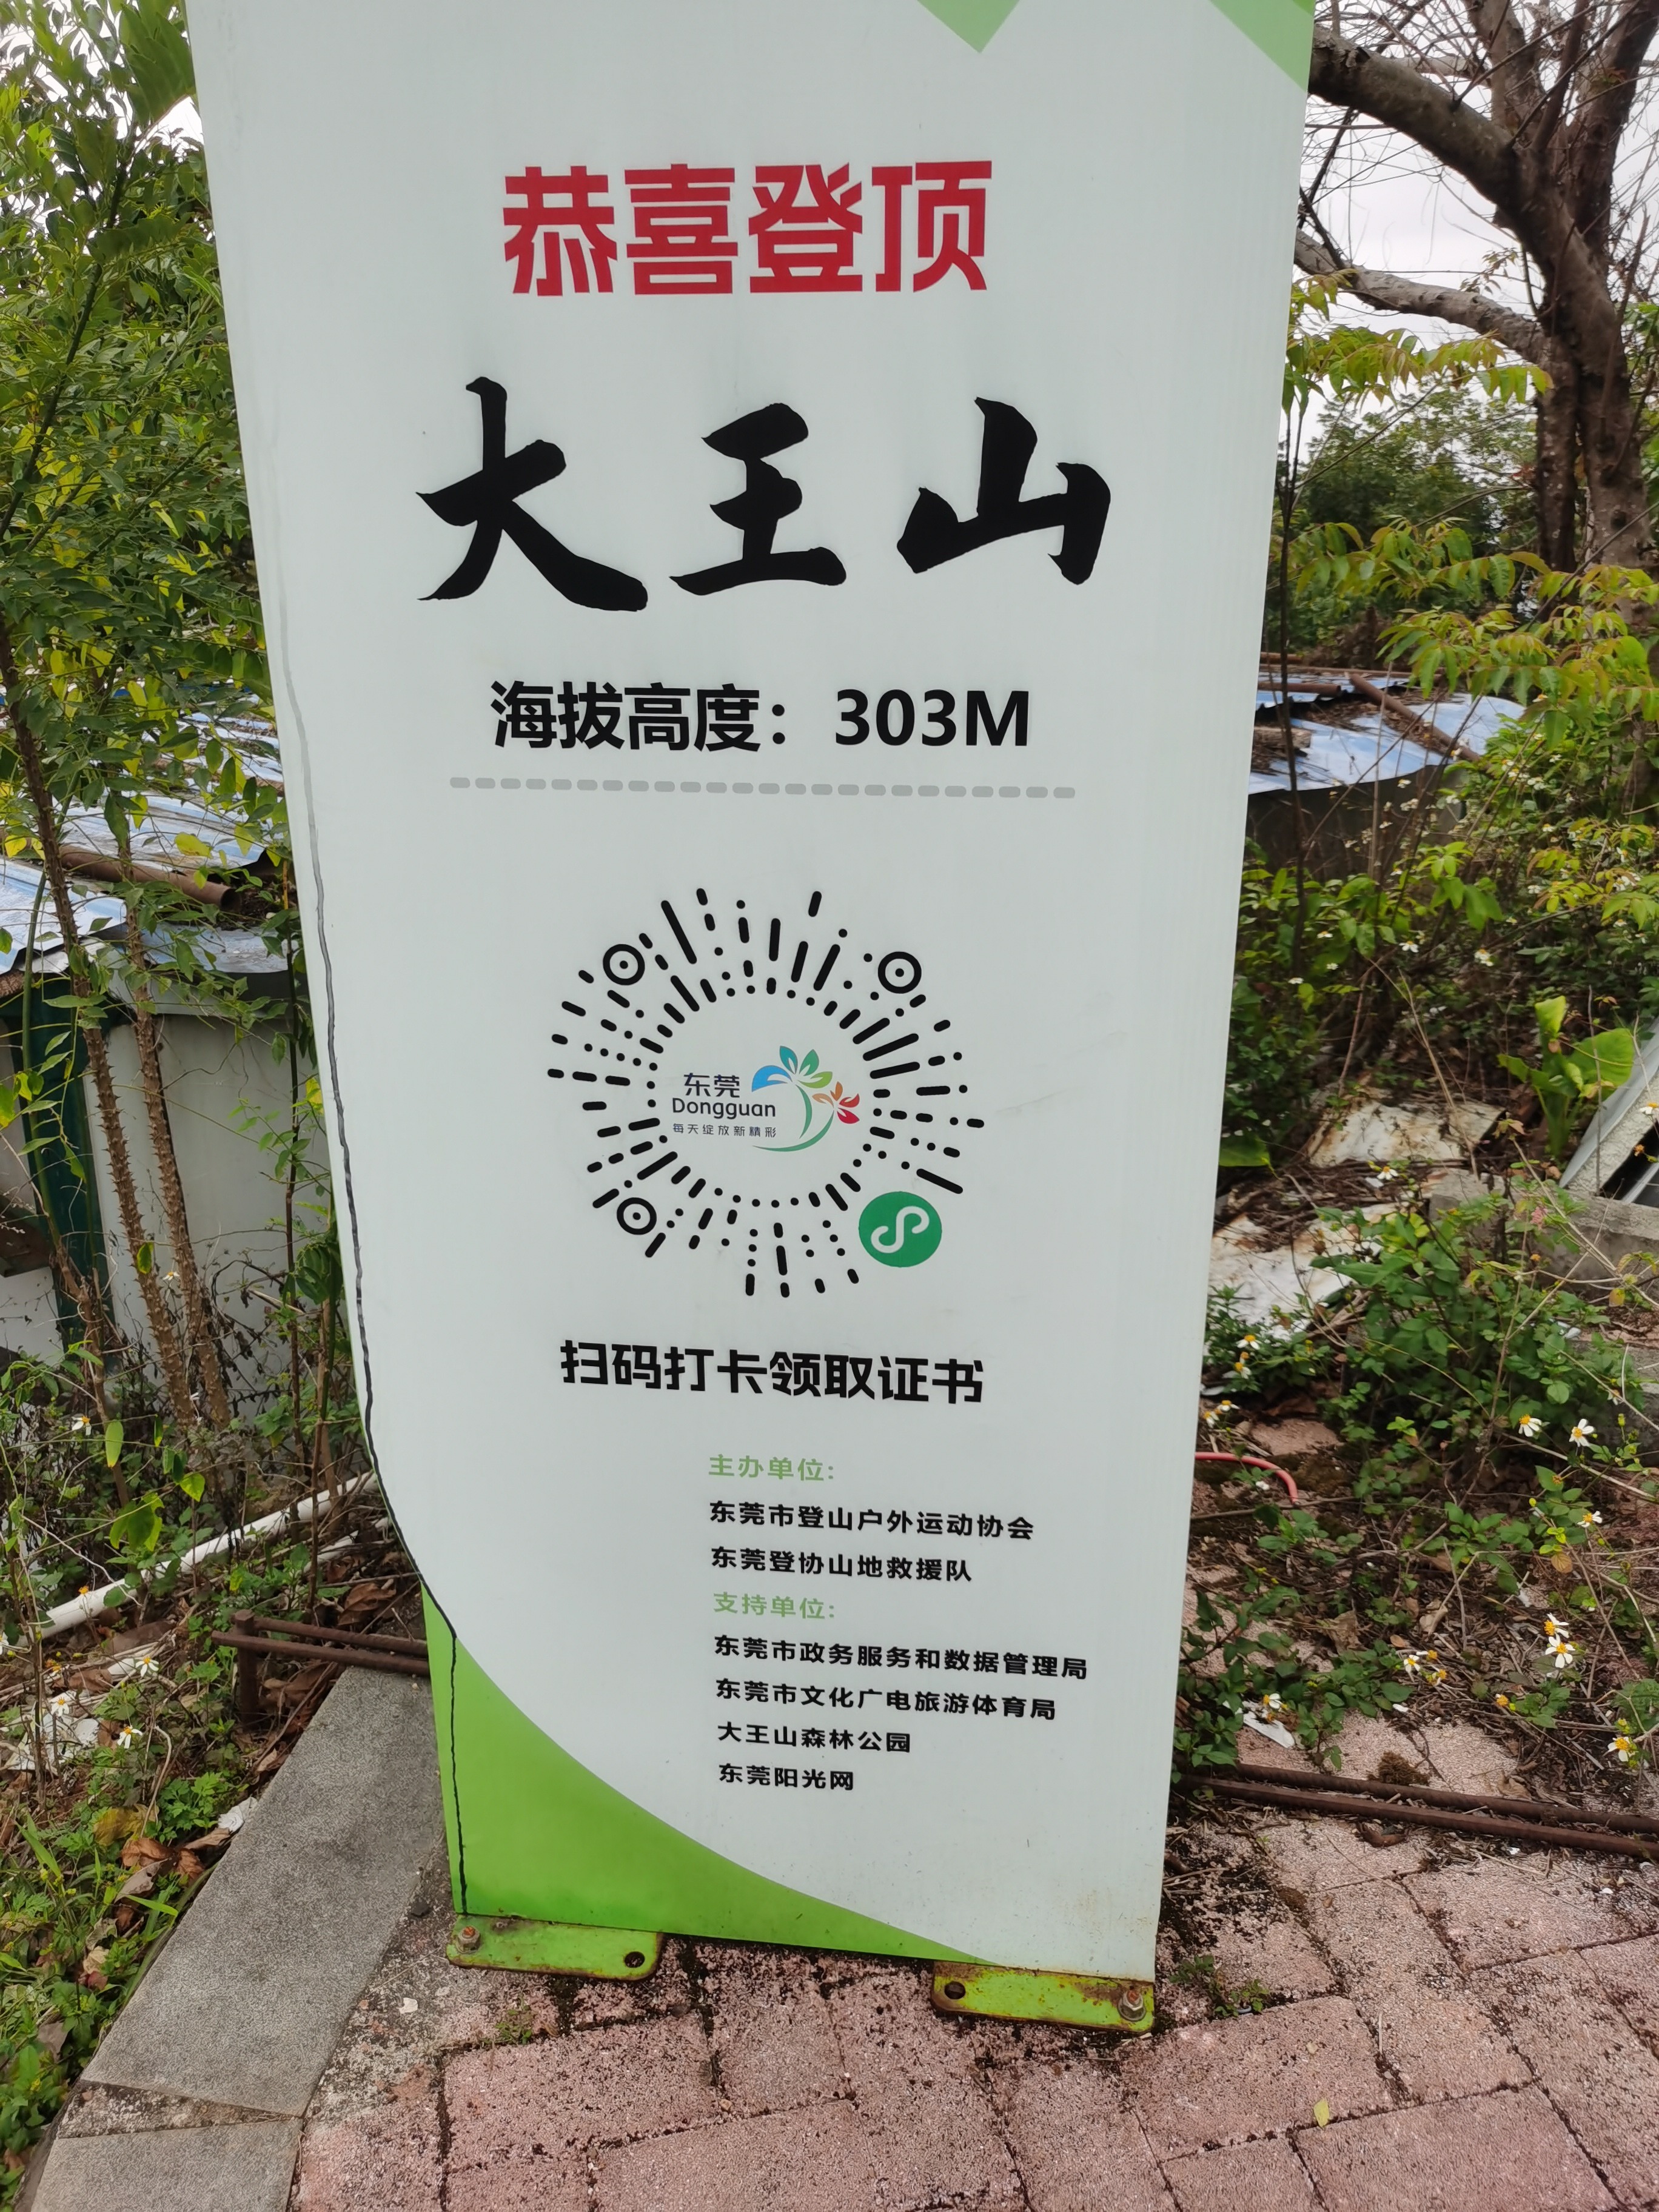 恭喜登顶
大王山
海拔高度：303M
东莞
Dongguan
每天绽放新精彩
扫码打卡领取证书
主办单位:
东莞市登山户外运动协会
东莞登协山地救援队
支持单位:
东莞市政务服务和数据管理局
东莞市文化广电旅游体育局
大王山森林公园
东莞阳光网